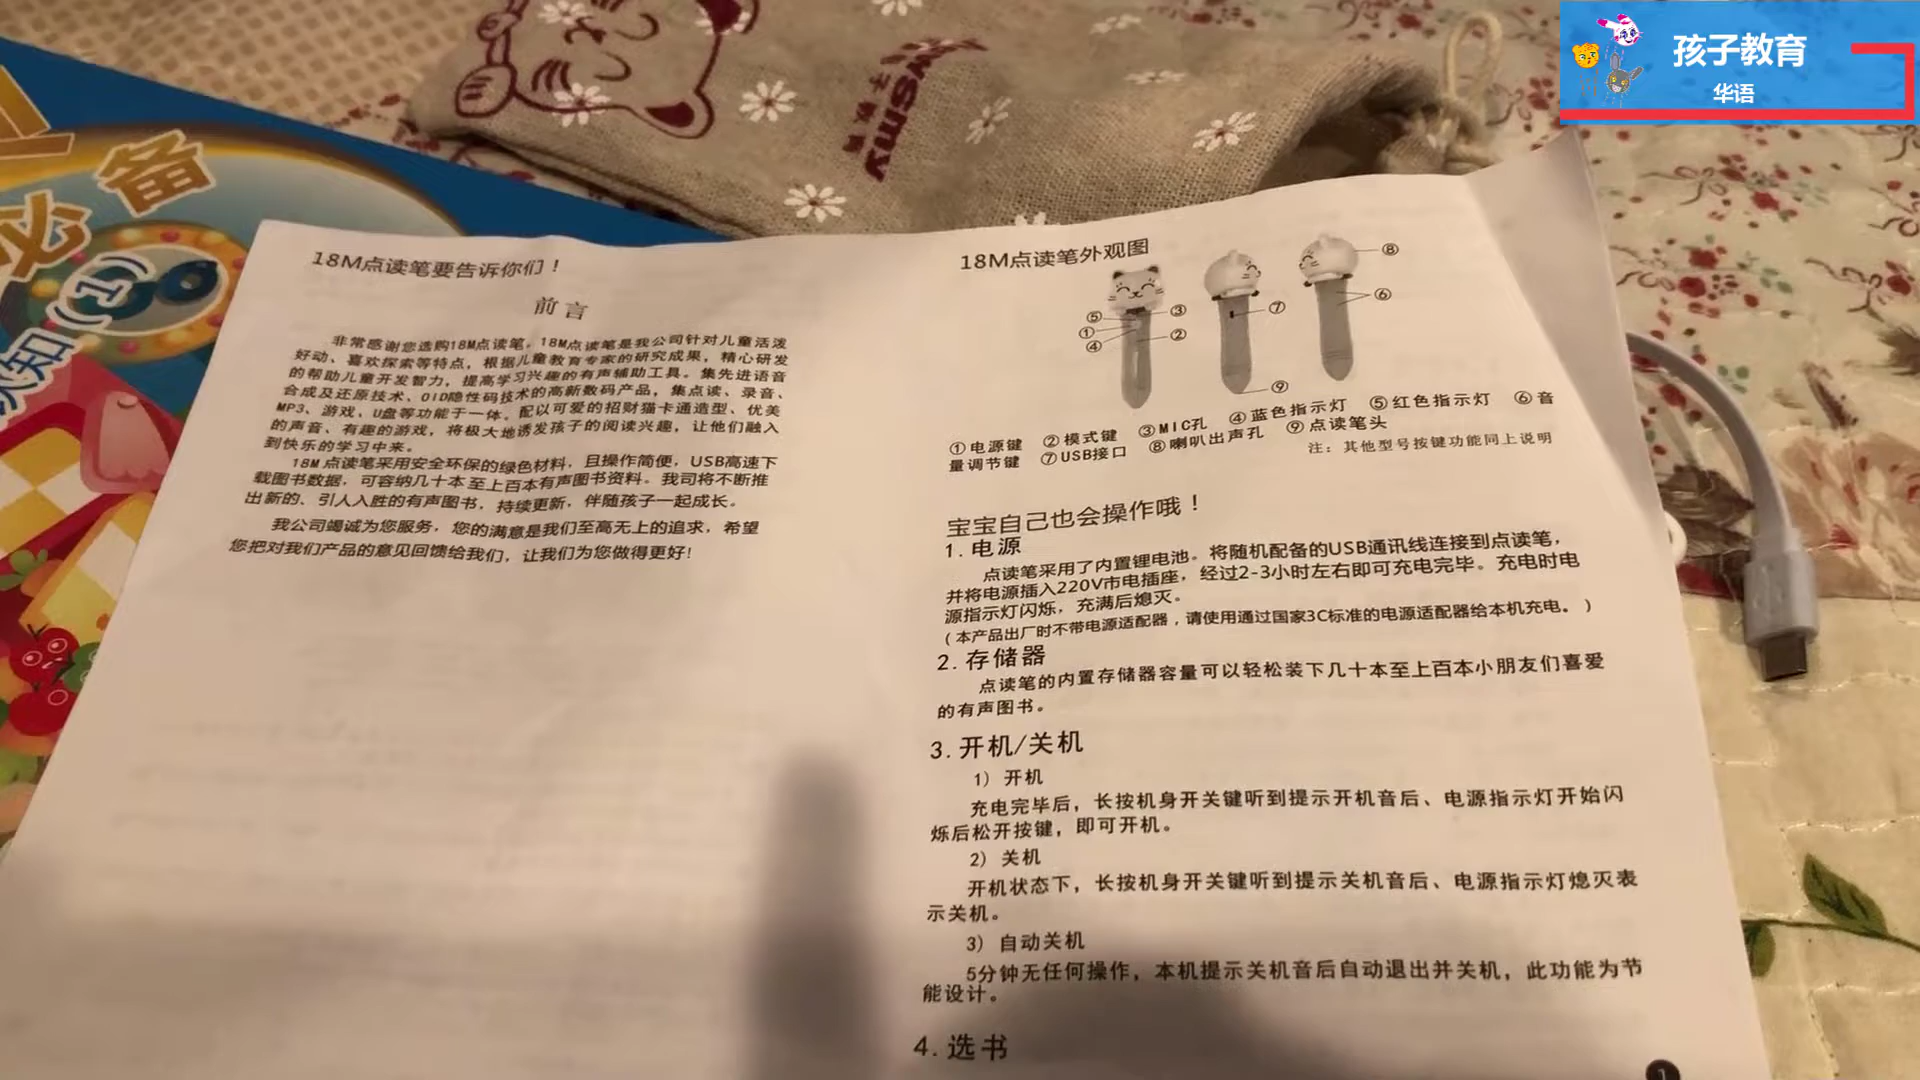 孩子教育
华语
必备
认知(1)
18M点读笔要告诉你们！
前言
非常感谢您选购18M点读笔。18M点读笔是我公司针对儿童活泼
好动、喜欢探索等特点，根据儿童教育专家的研究成果，精心研发
的帮助儿童开发智力，提高学习兴趣的有声辅助工具。集先进语音
合成及还原技术、OID隐性码技术的高新数码产品，集点读、录音、
MP3、游戏、U盘等功能于一体。配以可爱的招财猫卡通造型、优美
的声音、有趣的游戏，将极大地诱发孩子的阅读兴趣，让他们融入
到快乐的学习中来。
18M点读笔采用安全环保的绿色材料，且操作简便，USB高速下
载图书数据，可容纳几十本至上百本有声图书资料。我司将不断推
出新的、引人入胜的有声图书，持续更新，伴随孩子一起成长。
我公司竭诚为您服务，您的满意是我们至高无上的追求，希望
您把对我们产品的意见回馈给我们，让我们为您做得更好!
18M点读笔外观图
⑤ ③ ① ② ④ ⑦ ⑨ ⑧ ⑥
①电源键 ②模式键 ③MIC孔 ④蓝色指示灯 ⑤红色指示灯 ⑥音
量调节键 ⑦USB接口 ⑧喇叭出声孔 ⑨点读笔头
注：其他型号按键功能同上说明
宝宝自己也会操作哦！
1.电源
点读笔采用了内置锂电池。将随机配备的USB通讯线连接到点读笔，
并将电源插入220V市电插座，经过2-3小时左右即可充电完毕。充电时电
源指示灯闪烁，充满后熄灭。
（本产品出厂时不带电源适配器，请使用通过国家3C标准的电源适配器给本机充电。）
2.存储器
点读笔的内置存储器容量可以轻松装下几十本至上百本小朋友们喜爱
的有声图书。
3.开机/关机
1) 开机
充电完毕后，长按机身开关键听到提示开机音后、电源指示灯开始闪
烁后松开按键，即可开机。
2) 关机
开机状态下，长按机身开关键听到提示关机音后、电源指示灯熄灭表
示关机。
3) 自动关机
5分钟无任何操作，本机提示关机音后自动退出并关机，此功能为节
能设计。
4.选书
1